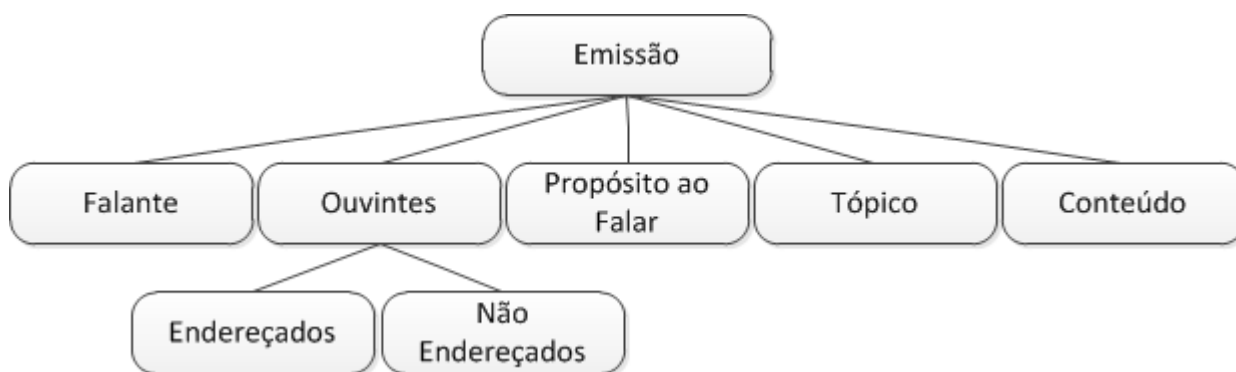 Emissão
Falante
Ouvintes
Propósito ao
Falar
Tópico
Conteúdo
Endereçados
Não
Endereçados